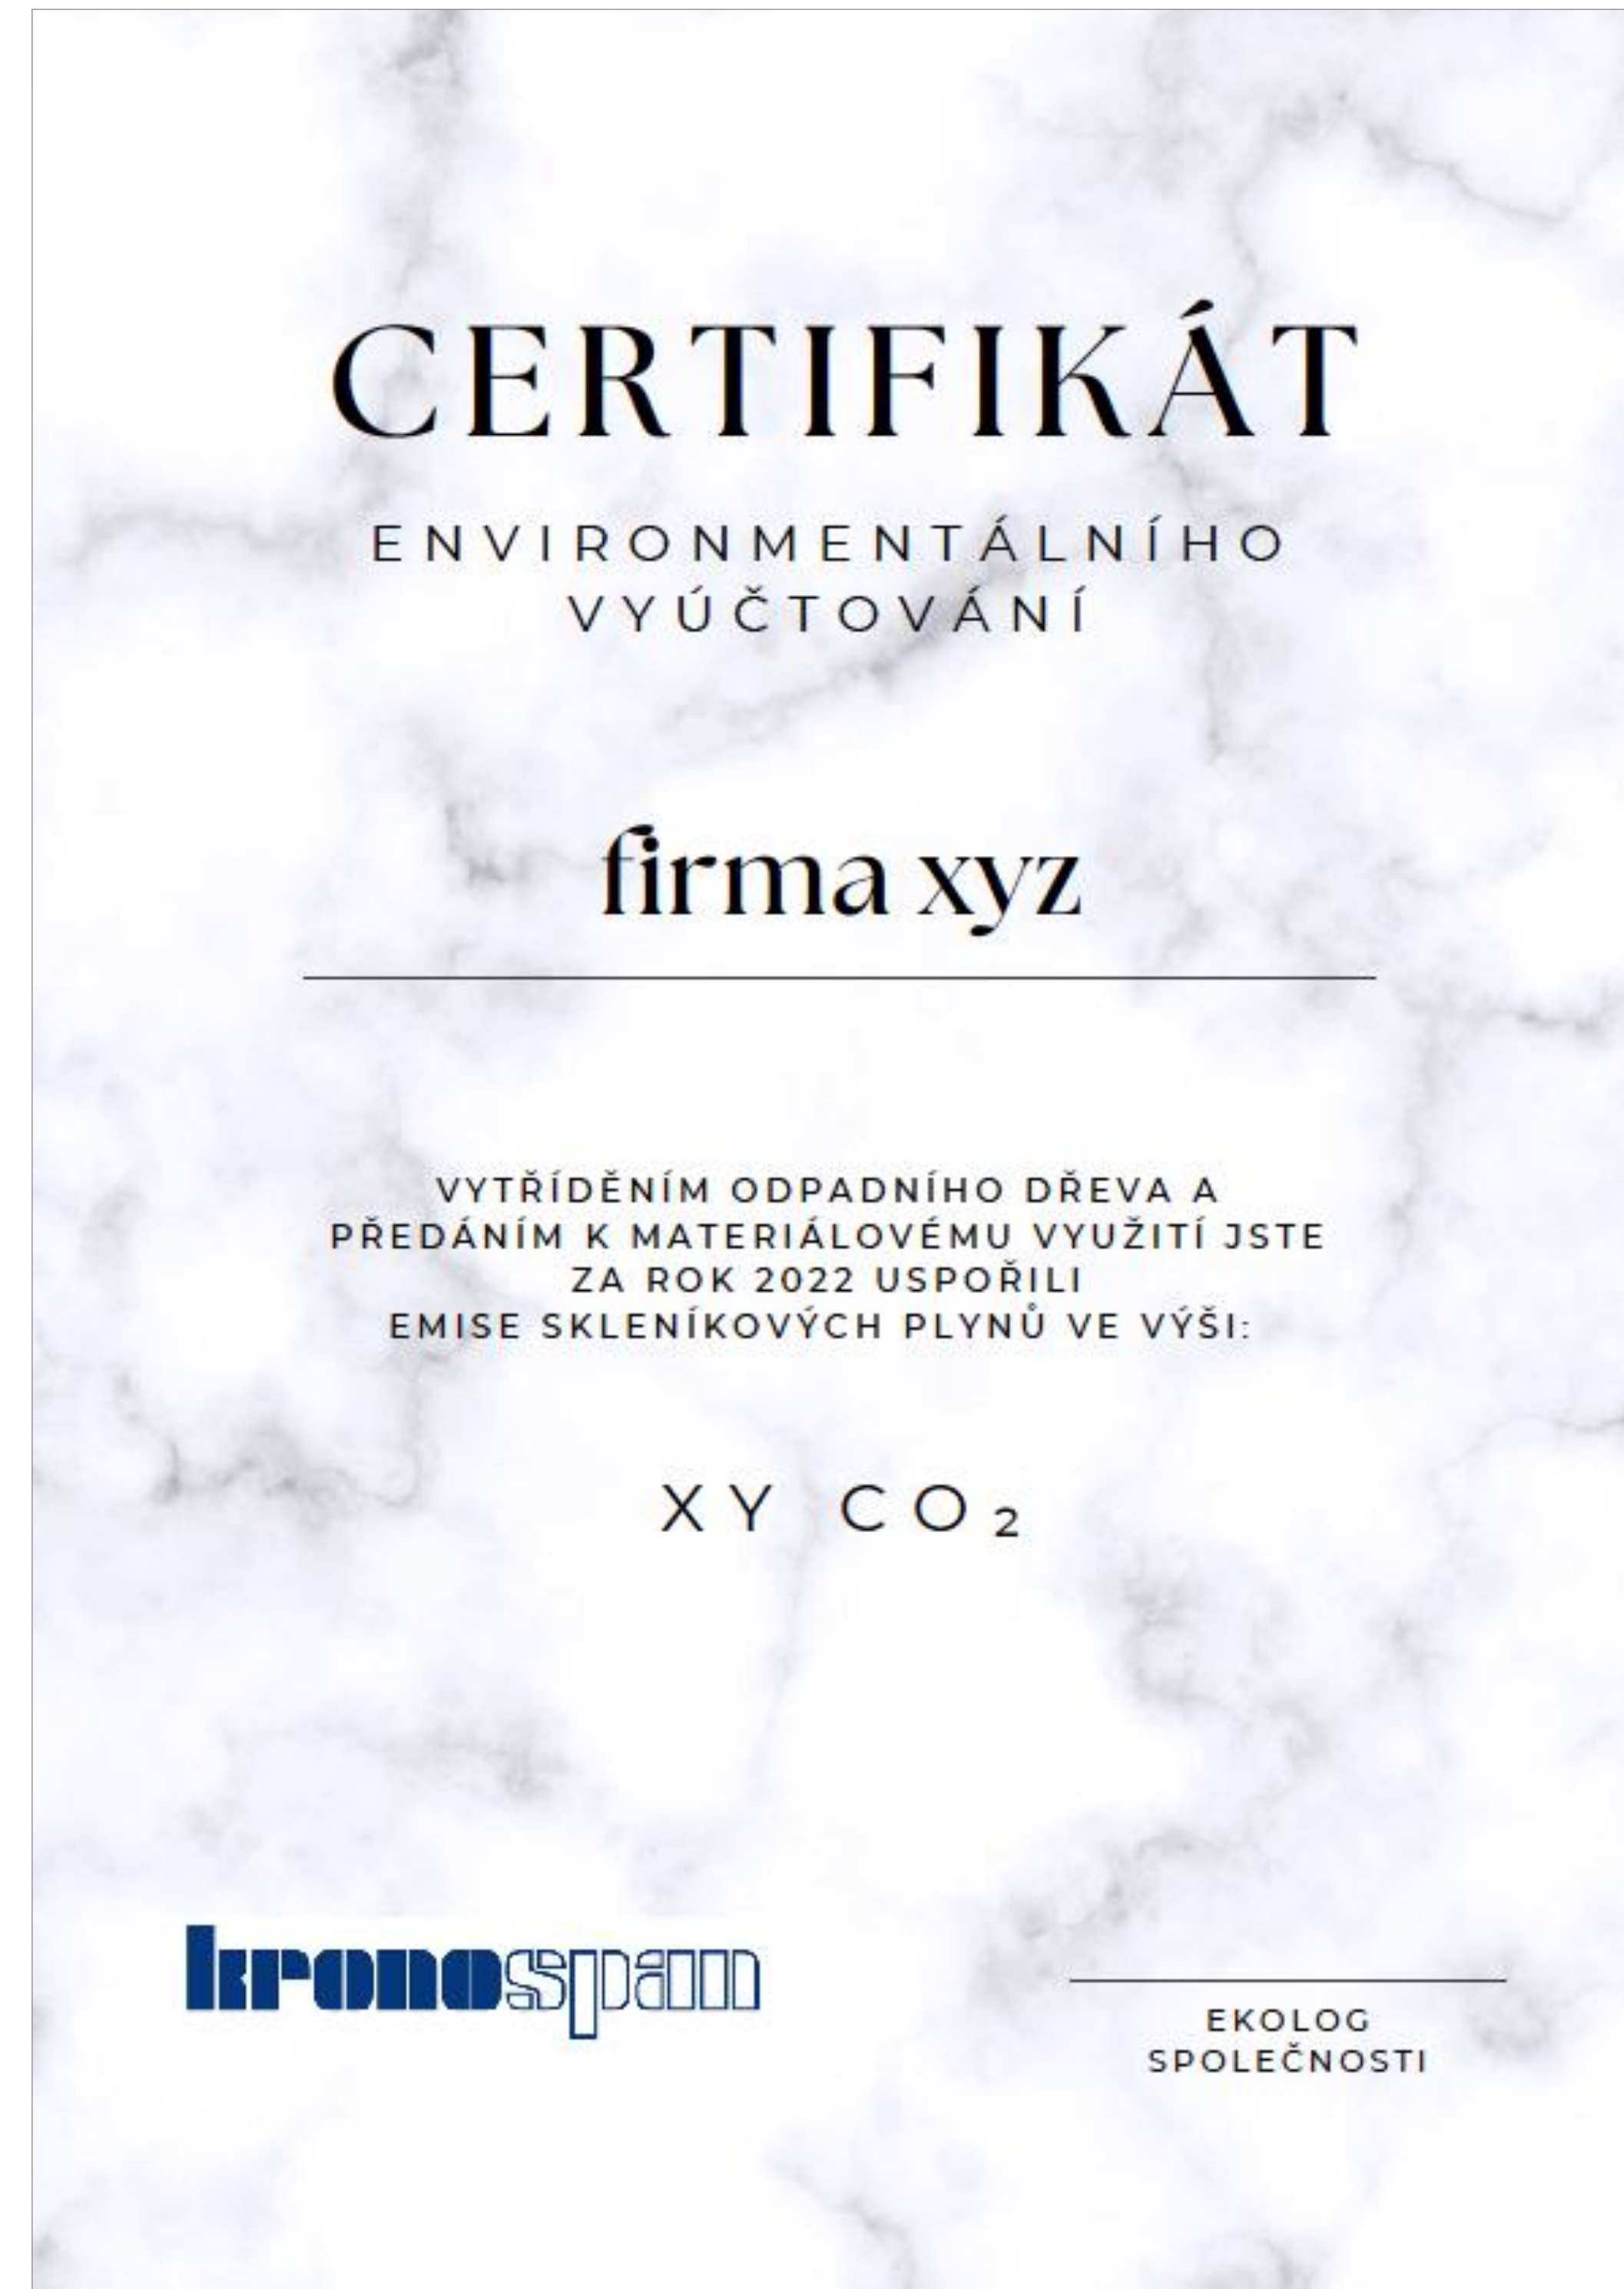 CERTIFIKÁT
ENVIRONMENTÁLNÍHO
VYÚČTOVÁNÍ
firma xyz
VYTŘÍDĚNÍM ODPADNÍHO DŘEVA A
PŘEDÁNÍM K MATERIÁLOVÉMU VYUŽITÍ JSTE
ZA ROK 2022 USPOŘILI
EMISE SKLENÍKOVÝCH PLYNŮ VE VÝŠI:
XY CO₂
kronospan
EKOLOG
SPOLEČNOSTI